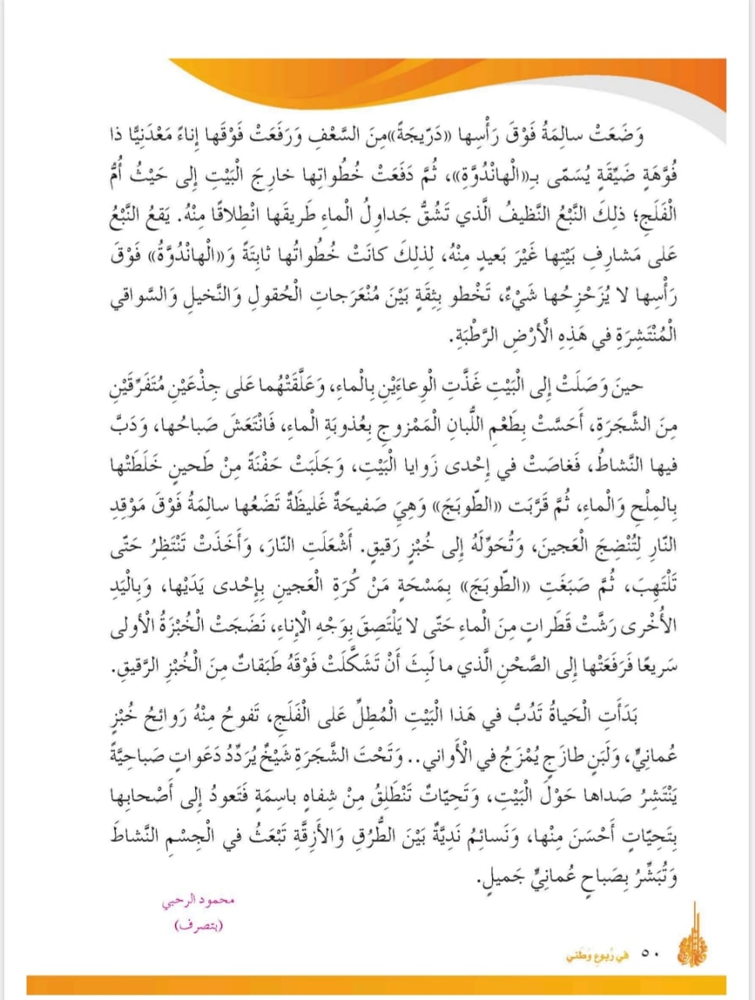 وَضَعَتْ سالِمَةُ فَوْقَ رَأْسِها «دَرّيجَةً»مِنَ السَّعْفِ وَرَفَعَتْ فَوْقَها إِناءً مَعْدَنِيًّا ذا
فُوَّهَةٍ ضَيِّقَةٍ يُسَمّى بِـ«الْهانْدُوَّةِ»، ثُمَّ دَفَعَتْ خُطُواتِها خارِجَ الْبَيْتِ إِلى حَيْثُ أُمُّ
الْفَلَجِ؛ ذلِكَ النَّبْعُ النَّظيفُ الَّذي تَشُقُّ جَداوِلُ الْماءِ طَريقَها انْطِلاقًا مِنْهُ. يَقعُ النَّبْعُ
عَلى مَشارِفِ بَيْتِها غَيْرَ بَعيدٍ مِنْهُ، لِذلِكَ كانَتْ خُطُواتُها ثابِتَةً وَ«الْهانْدُوَّةُ» فَوْقَ
رَأْسِها لا يُزَحْزِحُها شَيْءٌ، تَخْطو بِثِقَةٍ بَيْنَ مُنْعَرَجاتِ الْحُقولِ وَالنَّخيلِ وَالسَّواقي
الْمُنْتَشِرَةِ في هَذِهِ الْأَرْضِ الرَّطْبَةِ.
حينَ وَصَلَتْ إِلى الْبَيْتِ غَذَّتِ الْوِعاءَيْنِ بِالْماءِ، وَعَلَّقَتْهُما عَلى جِذْعَيْنِ مُتَفَرِّقَيْنِ
مِنَ الشَّجَرَةِ، أَحَسَّتْ بِطَعْمِ اللُّبانِ الْمَمْزوجِ بِعُذوبَةِ الْماءِ، فَانْتَعَشَ صَباحُها، وَدَبَّ
فيها النَّشاطُ، فَغاصَتْ في إِحْدى زَوايا الْبَيْتِ، وَجَلَبَتْ حَفْنَةً مِنْ طَحينٍ خَلَطَتْها
بِالمِلْحِ وَالْماءِ، ثُمَّ قَرَّبَت «الطّوبَجَ» وَهِيَ صَفيحَةٌ غَليظَةٌ تَضَعُها سالِمَةُ فَوْقَ مَوْقِدِ
النّارِ لِتُنْضِجَ الْعَجينَ، وَتُحَوِّلَهُ إِلى خُبْزٍ رَقيقٍ. أَشْعَلَتِ النّارَ، وَأَخَذَتْ تَنْتَظِرُ حَتّى
تَلْتَهِبَ، ثُمَّ صَبَغَتِ «الطّوبَجَ» بِمَسْحَةٍ مَنْ كُرَةِ الْعَجينِ بِإِحْدى يَدَيْها، وَبِالْيَدِ
الأُخْرى رَشَّتْ قَطَراتٍ مِنَ الْماءِ حَتّى لا يَلْتَصِقَ بِوَجْهِ الْإِناءِ، نَضَجَتْ الْخُبْزَةُ الْأولى
سَريعًا فَرَفَعَتْها إِلى الصَّحْنِ الَّذي ما لَبِثَ أَنْ تَشَكَّلَتْ فَوْقَهُ طَبَقاتٌ مِنَ الْخُبْزِ الرَّقيقِ.
بَدَأَتِ الْحَياةُ تَدُبُّ في هَذا الْبَيْتِ الْمُطِلِّ عَلى الْفَلَجِ، تَفوحُ مِنْهُ رَوائِحُ خُبْزٍ
عُمانِيٍّ، وَلَبَنٍ طازَجٍ يُمْزَجُ في الْأَواني.. وَتَحْتَ الشَّجَرَةِ شَيْخٌ يُرَدِّدُ دَعَواتٍ صَباحِيَّةً
يَنْتَشِرُ صَداها حَوْلَ الْبَيْتِ، وَتَحِيّاتٌ تَنْطَلِقُ مِنْ شِفاهٍ باسِمَةٍ فَتَعودُ إِلى أَصْحابِها
بِتَحِيّاتٍ أَحْسَنَ مِنْها، وَنَسائِمُ نَدِيَّةٌ بَيْنَ الطُّرُقِ وَالأَزِقَّةِ تَبْعَثُ في الْجِسْمِ النَّشاطَ
وَتُبَشِّرُ بِصَباحٍ عُمانِيٍّ جَميلٍ.
محمود الرحبي
(بتصرف)
٥٠ في رُبوعِ وَطَني